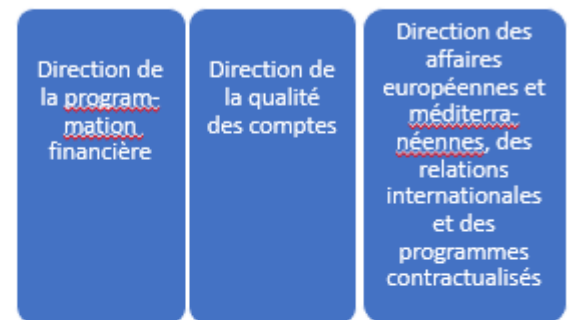 Direction de
la program-
mation
financière
Direction de
la qualité
des comptes
Direction des
affaires
européennes et
méditerra-
néennes, des
relations
internationales
et des
programmes
contractualisés